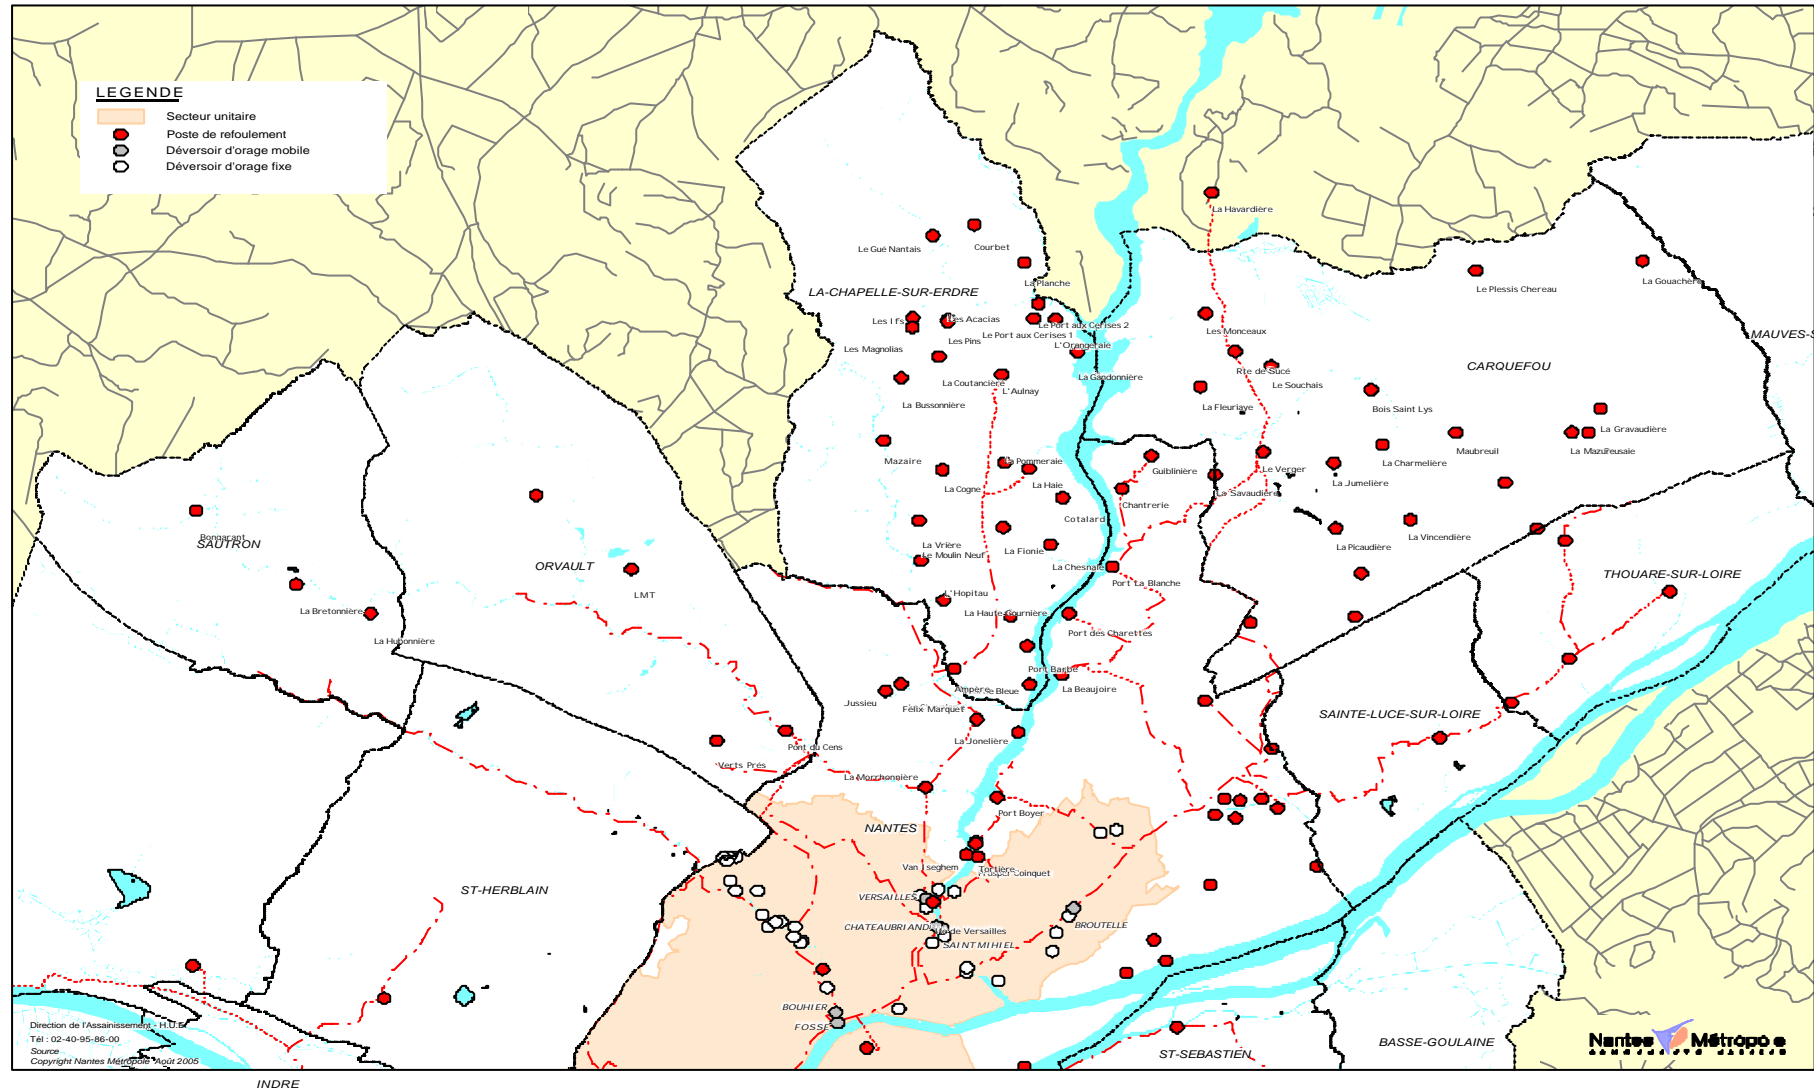 LEGENDE
Secteur unitaire
Poste de refoulement
Déversoir d'orage mobile
Déversoir d'orage fixe
La Havardière
Le Gué Nantais
Courbet
La Planche
La Gouachère
Le Plessis Chereau
LA-CHAPELLE-SUR-ERDRE
Les Ifs
Les Acacias
Le Port aux Cerises 2
Le Port aux Cerises 1
Les Monceaux
MAUVES-S
Les Magnolias
Les Pins
L'Orangeraie
CARQUEFOU
Rte de Sucé
La Coutancière
L'Aulnay
La Gandonnière
Le Souchais
La Bussonnière
La Fleuriaye
Bois Saint Lys
La Gravaudière
Mazaire
La Pommeraie
Guiblinière
Le Verger
La Charmelière
Maubreuil
La Cogne
La Haie
Chantrerie
La Savaudière
La Jumelière
Cotalard
Bongarant
SAUTRON
La Vrière
Le Moulin Neuf
La Fionie
La Picaudière
La Vincendière
ORVAULT
La Chesnaie
Port La Blanche
THOUARE-SUR-LOIRE
LMT
L'Hopitau
La Bretonnière
La Haute Gournière
La Hubonnière
Port des Charettes
Port Barbe
Ampère
Bleue
La Beaujoire
Jussieu
Félix Marquet
SAINTE-LUCE-SUR-LOIRE
La Jonelière
Pont du Cens
Verts Prés
La Morrhonnière
Port Boyer
NANTES
Tortière
ST-HERBLAIN
VERSAILLES
CHATEAUBRIAND
de Versailles
BROUTELLE
SAINT MIHIEL
BOUHIER
FOSSE
Direction de l'Assainissement - H.U.E.
Tél : 02-40-95-86-00
Source
Copyright Nantes Métropole Août 2005
ST-SEBASTIEN
BASSE-GOULAINE
Nantes Métropole
INDRE